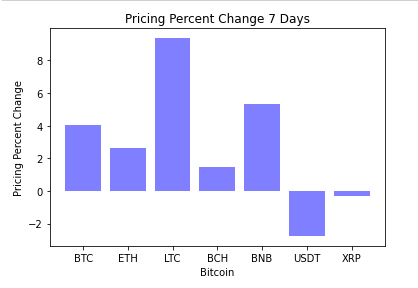 Pricing Percent Change 7 Days
Pricing Percent Change
8
6
4
2
0
−2
BTC ETH LTC BCH BNB USDT XRP
Bitcoin